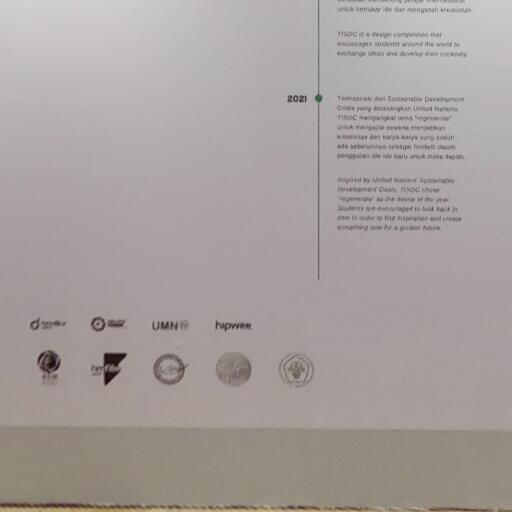 untuk bertukar ide dan mengasah kreativitas.
TISDC is a design competition that
encourages students around the world to
exchange ideas and develop their creativity.
2021
Terinspirasi dari Sustainable Development
Goals yang dicanangkan United Nations,
TISDC mengangkat tema "regenerate"
untuk mengajak peserta menjadikan
kreativitas dan karya-karya yang sudah
ada sebelumnya sebagai fondasi dalam
penggalian ide-ide baru untuk masa depan.
Inspired by United Nations' Sustainable
Development Goals, TISDC chose
"regenerate" as the theme of the year.
Students are encouraged to look back in
time in order to find inspiration and create
something new for a greater future.
UMN
hipwee